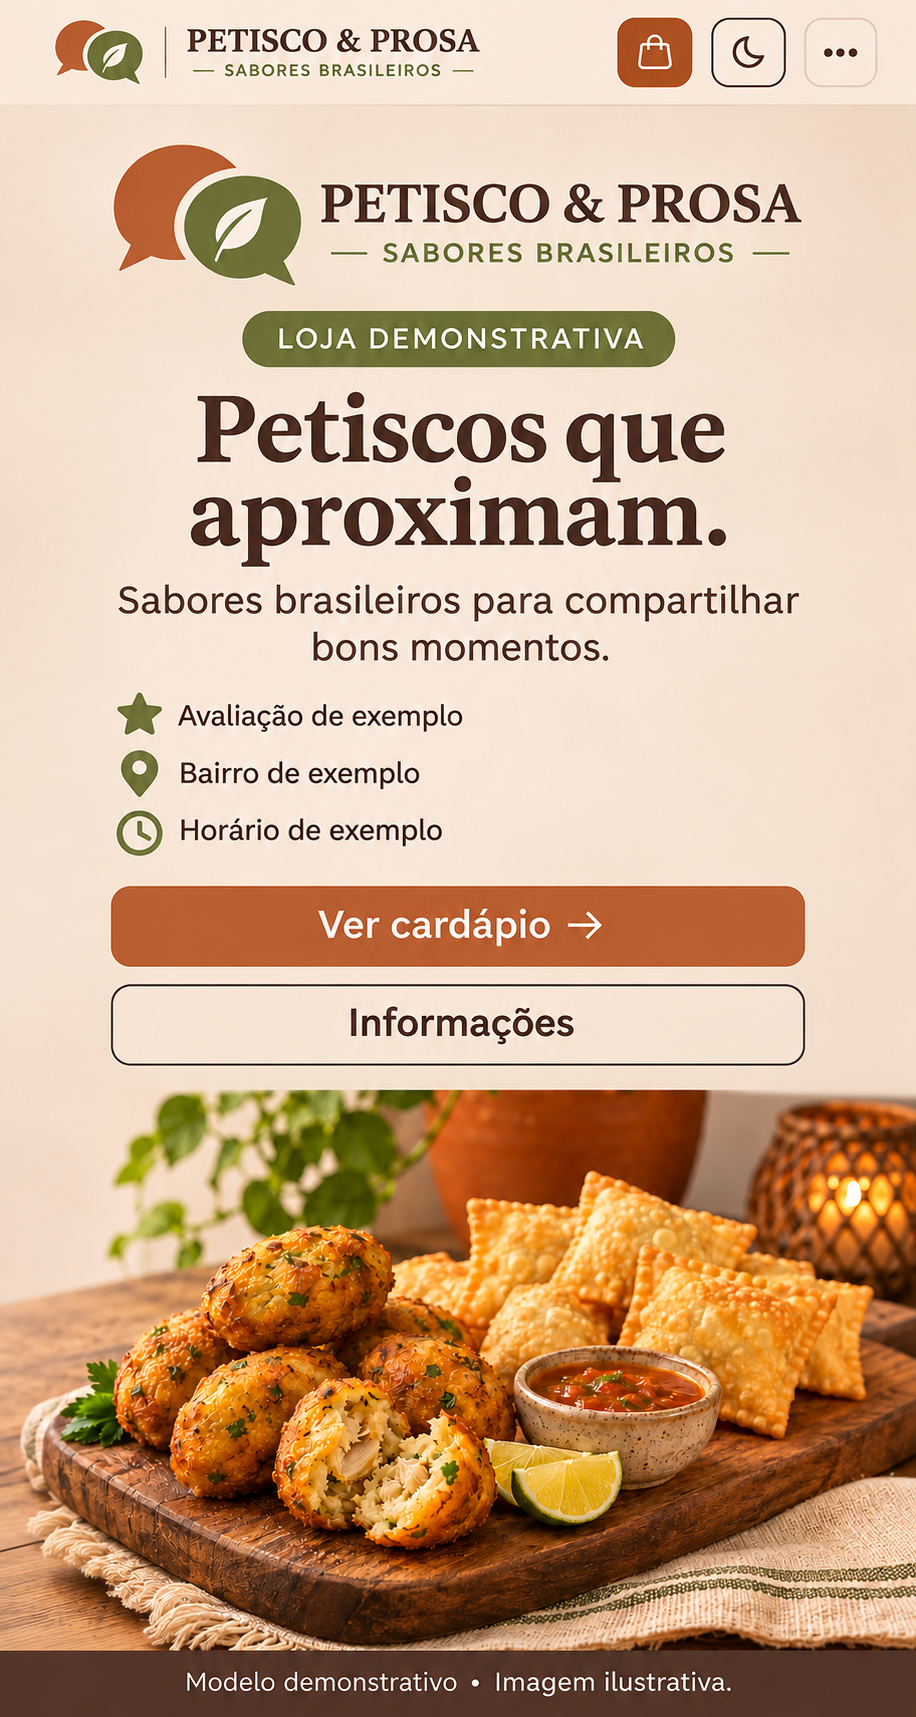 PETISCO & PROSA
SABORES BRASILEIROS
PETISCO & PROSA
SABORES BRASILEIROS
LOJA DEMONSTRATIVA
Petiscos que
aproximam.
Sabores brasileiros para compartilhar
bons momentos.
Avaliação de exemplo
Bairro de exemplo
Horário de exemplo
Ver cardápio →
Informações
Modelo demonstrativo • Imagem ilustrativa.